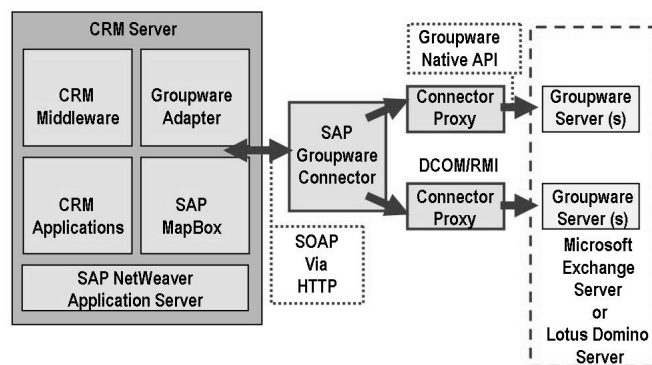 CRM Server
CRM
Middleware
Groupware
Adapter
CRM
Applications
SAP
MapBox
SAP NetWeaver
Application Server
SAP
Groupware
Connector
SOAP
Via
HTTP
Groupware
Native API
Connector
Proxy
DCOM/RMI
Connector
Proxy
Groupware
Server (s)
Groupware
Server (s)
Microsoft
Exchange
Server
or
Lotus Domino
Server